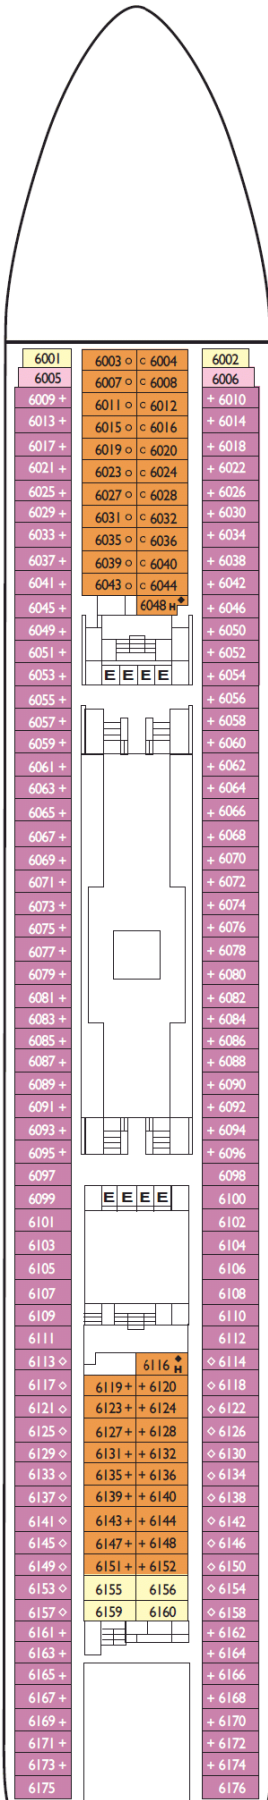 6001 6003 o c 6004 6002
6005 6007 o c 6008 6006
6009 + 6011 o c 6012 + 6010
6013 + 6015 o c 6016 + 6014
6017 + 6019 o c 6020 + 6018
6021 + 6023 o c 6024 + 6022
6025 + 6027 o c 6028 + 6026
6029 + 6031 o c 6032 + 6030
6033 + 6035 o c 6036 + 6034
6037 + 6039 o c 6040 + 6038
6041 + 6043 o c 6044 + 6042
6045 + 6048 H ◆ + 6046
6049 + + 6050
6051 + + 6052
6053 + E E E E + 6054
6055 + + 6056
6057 + + 6058
6059 + + 6060
6061 + + 6062
6063 + + 6064
6065 + + 6066
6067 + + 6068
6069 + + 6070
6071 + + 6072
6073 + + 6074
6075 + + 6076
6077 + + 6078
6079 + + 6080
6081 + + 6082
6083 + + 6084
6085 + + 6086
6087 + + 6088
6089 + + 6090
6091 + + 6092
6093 + + 6094
6095 + + 6096
6097 6098
6099 E E E E 6100
6101 6102
6103 6104
6105 6106
6107 6108
6109 6110
6111 6112
6113 ◇ 6116 ◆ H ◇ 6114
6117 ◇ 6119 + + 6120 ◇ 6118
6121 ◇ 6123 + + 6124 ◇ 6122
6125 ◇ 6127 + + 6128 ◇ 6126
6129 ◇ 6131 + + 6132 ◇ 6130
6133 ◇ 6135 + + 6136 ◇ 6134
6137 ◇ 6139 + + 6140 ◇ 6138
6141 ◇ 6143 + + 6144 ◇ 6142
6145 ◇ 6147 + + 6148 ◇ 6146
6149 ◇ 6151 + + 6152 ◇ 6150
6153 ◇ 6155 6156 ◇ 6154
6157 ◇ 6159 6160 ◇ 6158
6161 + + 6162
6163 + + 6164
6165 + + 6166
6167 + + 6168
6169 + + 6170
6171 + + 6172
6173 + + 6174
6175 6176